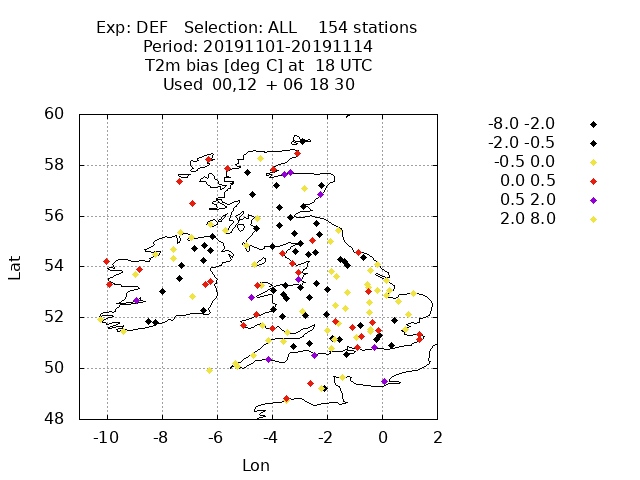 Exp: DEF Selection: ALL 154 stations
Period: 20191101-20191114
T2m bias [deg C] at 18 UTC
Used 00,12 + 06 18 30
60
58
56
54
52
50
48
-10 -8 -6 -4 -2 0 2
Lat
Lon
-8.0 -2.0
-2.0 -0.5
-0.5 0.0
0.0 0.5
0.5 2.0
2.0 8.0